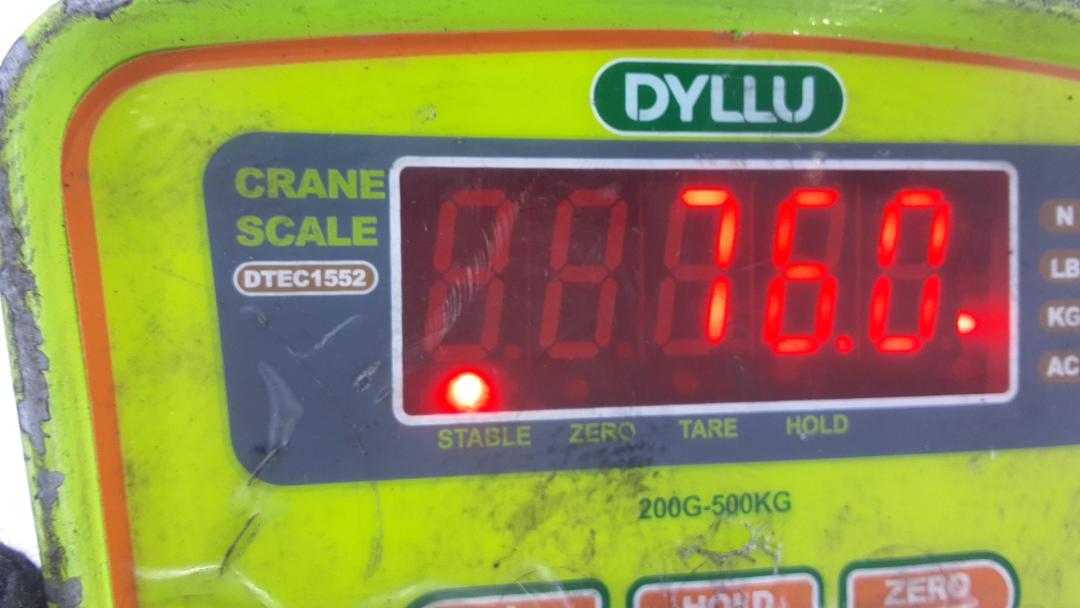 DYLLU
CRANE
SCALE
DTEC1552
76.0
N
LB
KG
AC
STABLE ZERO TARE HOLD
200G-500KG
HOLD ZERO